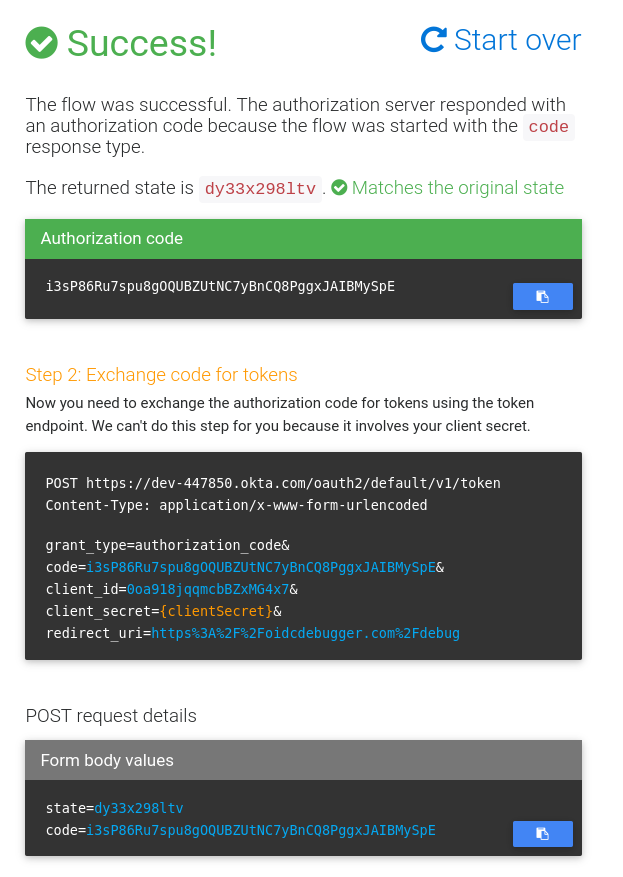 Success!
Start over
The flow was successful. The authorization server responded with
an authorization code because the flow was started with the code
response type.
The returned state is dy33x298ltv. Matches the original state
Authorization code
i3sP86Ru7spu8gOQUBZUtNC7yBnCQ8PggxJAIBMySpE
Step 2: Exchange code for tokens
Now you need to exchange the authorization code for tokens using the token
endpoint. We can't do this step for you because it involves your client secret.
POST https://dev-447850.okta.com/oauth2/default/v1/token
Content-Type: application/x-www-form-urlencoded
grant_type=authorization_code&
code=i3sP86Ru7spu8gOQUBZUtNC7yBnCQ8PggxJAIBMySpE&
client_id=0oa918jqqmcbBZxMG4x7&
client_secret={clientSecret}&
redirect_uri=https%3A%2F%2Foidcdebugger.com%2Fdebug
POST request details
Form body values
state=dy33x298ltv
code=i3sP86Ru7spu8gOQUBZUtNC7yBnCQ8PggxJAIBMySpE